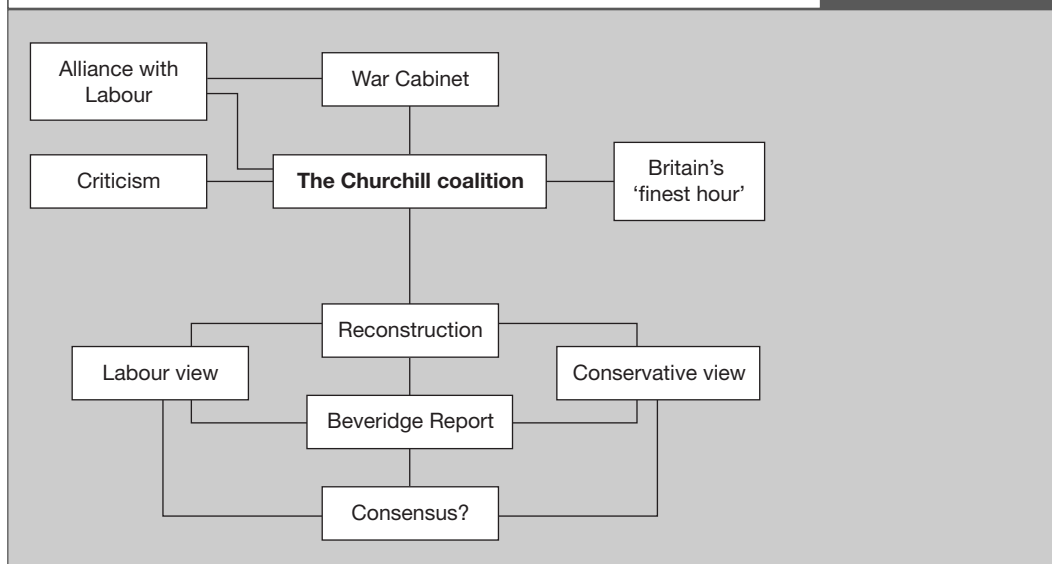 Alliance with
Labour
War Cabinet
Criticism
The Churchill coalition
Britain's
'finest hour'
Reconstruction
Labour view
Conservative view
Beveridge Report
Consensus?